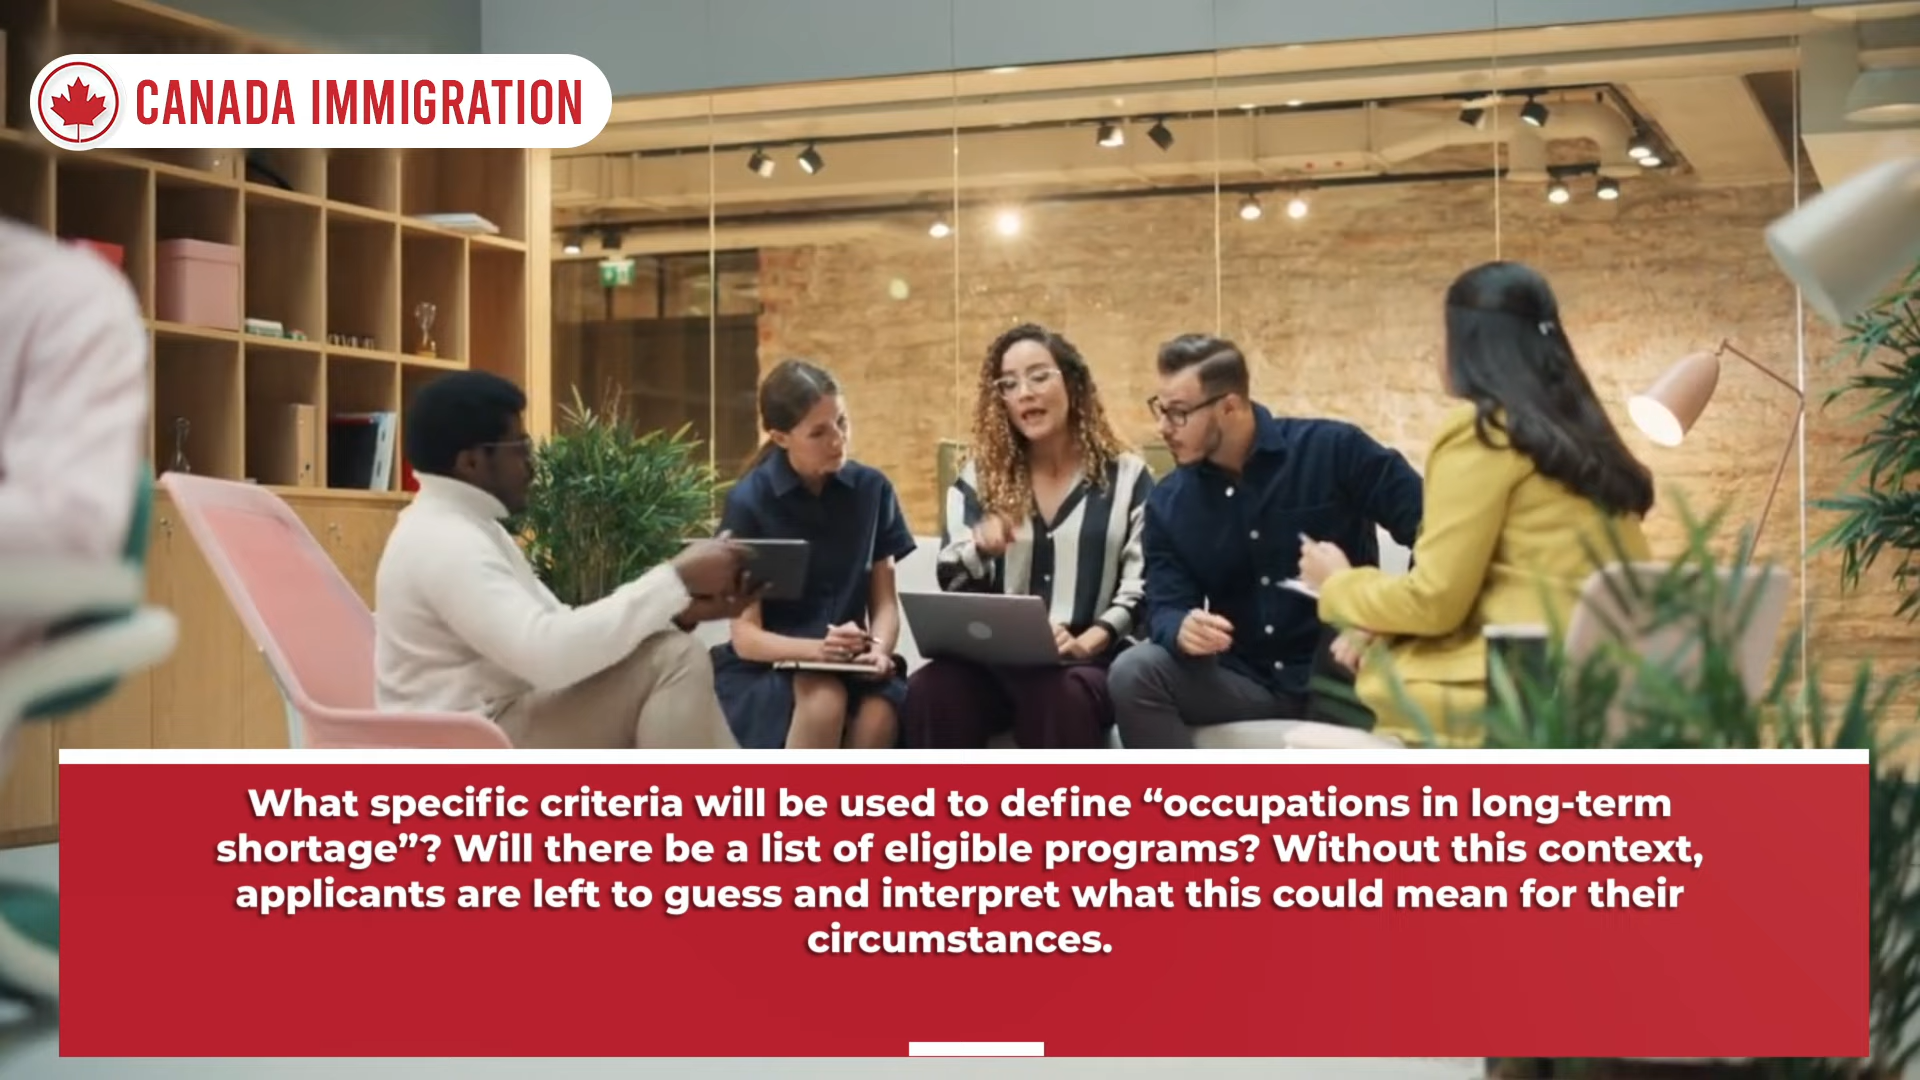 CANADA IMMIGRATION
What specific criteria will be used to define “occupations in long-term
shortage”? Will there be a list of eligible programs? Without this context,
applicants are left to guess and interpret what this could mean for their
circumstances.